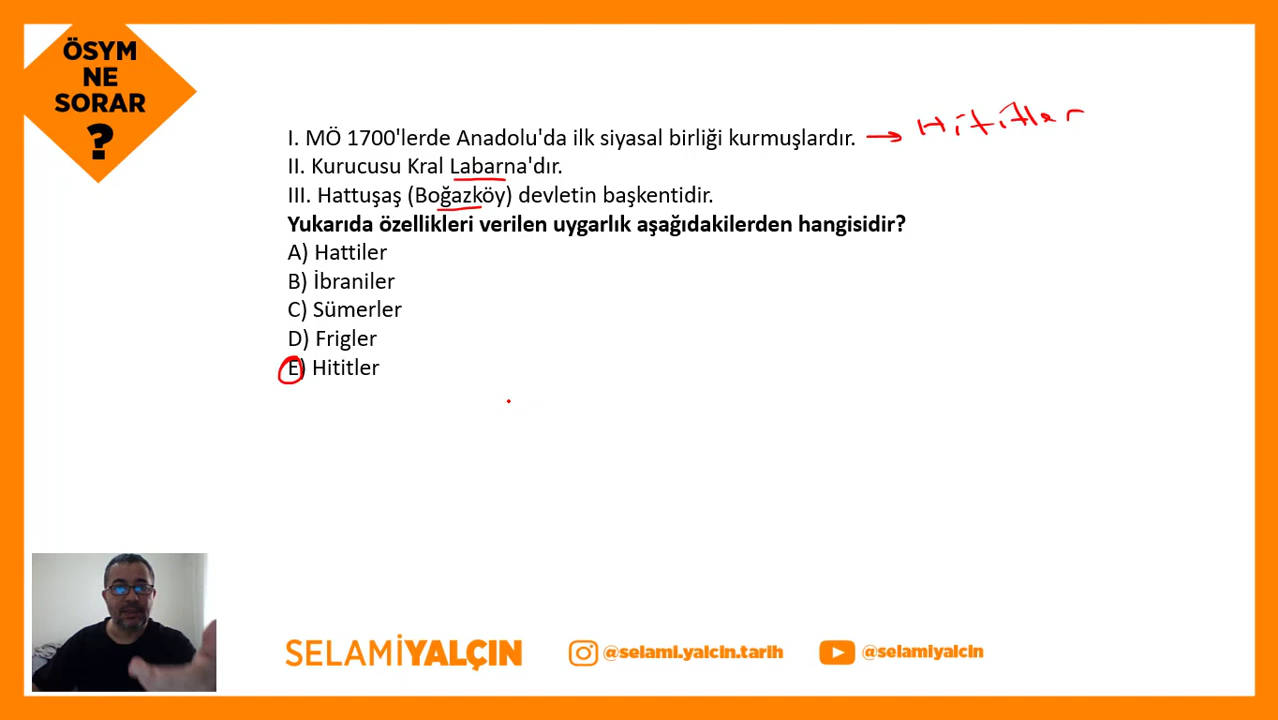 ÖSYM
NE
SORAR
?
I. MÖ 1700'lerde Anadolu'da ilk siyasal birliği kurmuşlardır. → Hititler
II. Kurucusu Kral Labarna'dır.
III. Hattuşaş (Boğazköy) devletin başkentidir.
Yukarıda özellikleri verilen uygarlık aşağıdakilerden hangisidir?
A) Hattiler
B) İbraniler
C) Sümerler
D) Frigler
E) Hititler
SELAMİYALÇIN @selami.yalcin.tarih @selamiyalcin